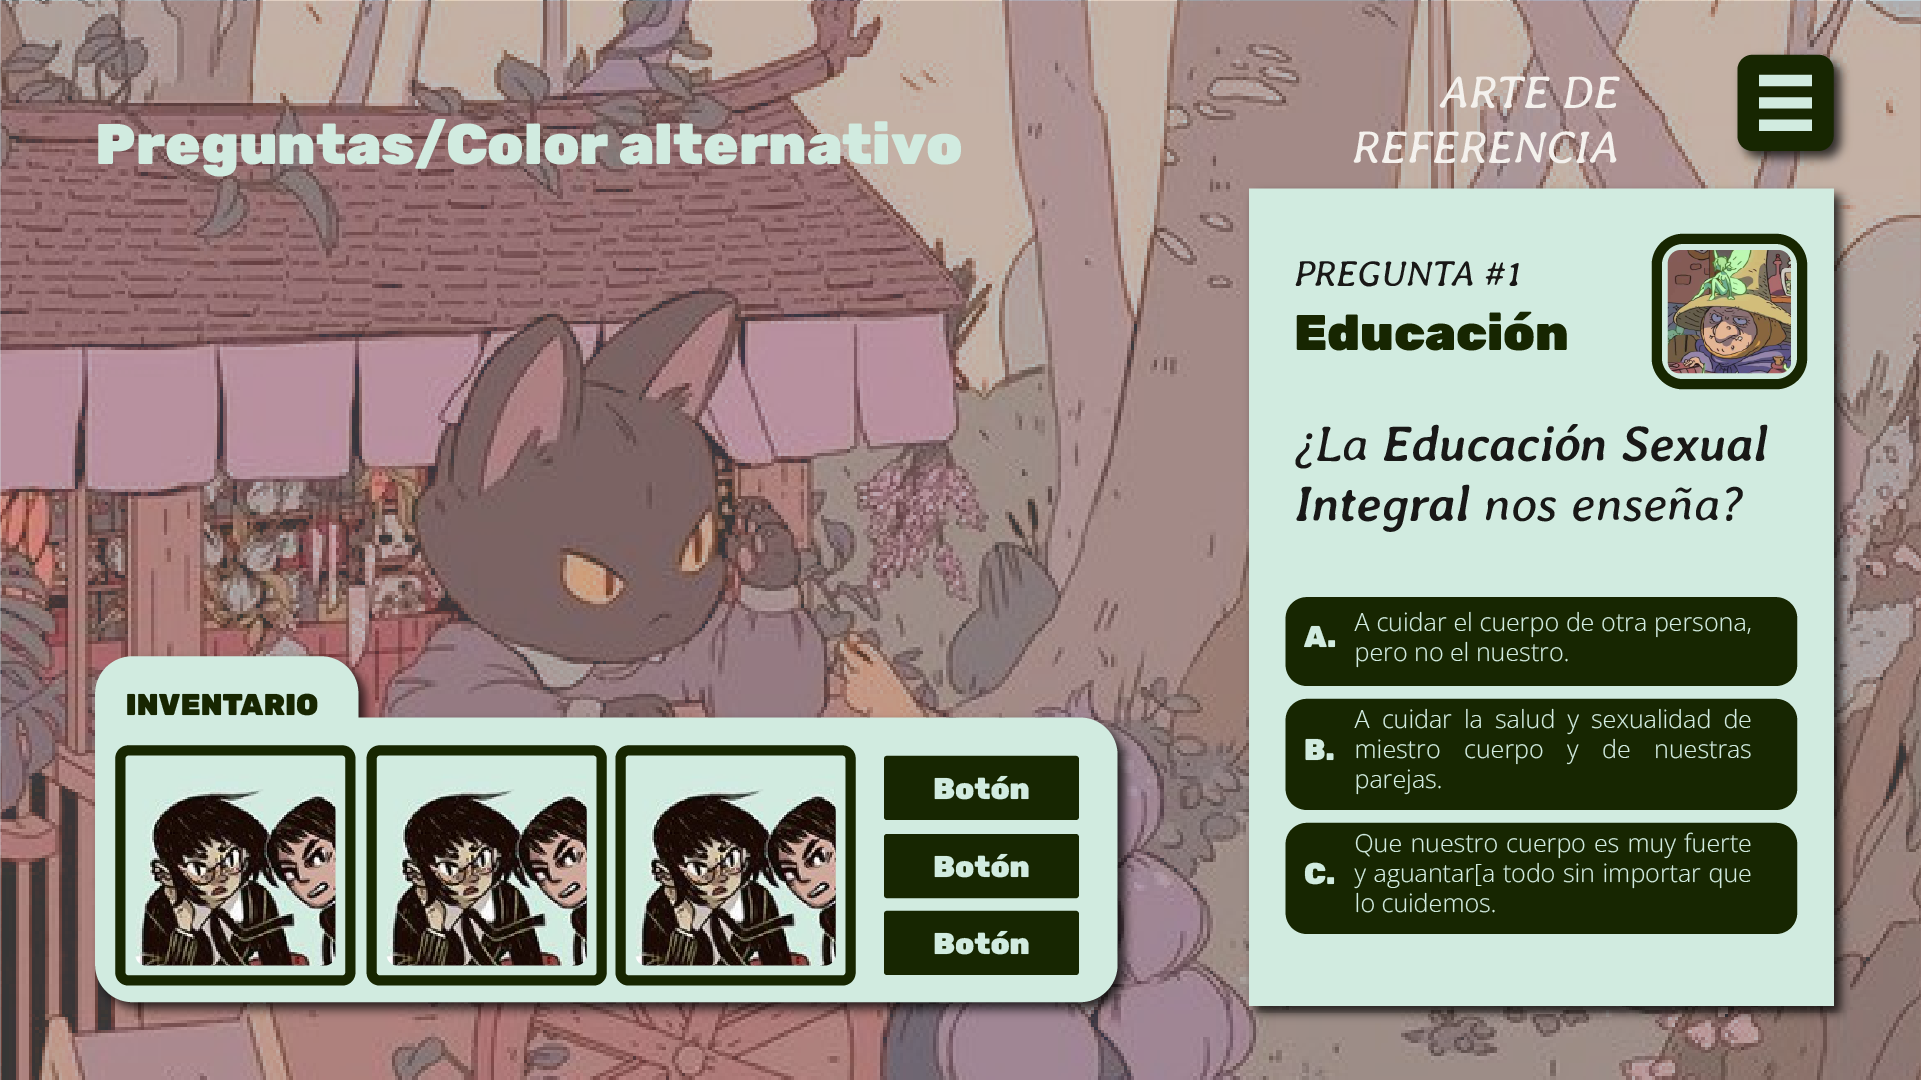 Preguntas/Color alternativo
ARTE DE
REFERENCIA
PREGUNTA #1
Educación
¿La Educación Sexual
Integral nos enseña?
A. A cuidar el cuerpo de otra persona,
pero no el nuestro.
B. A cuidar la salud y sexualidad de
miestro cuerpo y de nuestras
parejas.
C. Que nuestro cuerpo es muy fuerte
y aguantar[a todo sin importar que
lo cuidemos.
INVENTARIO
Botón
Botón
Botón